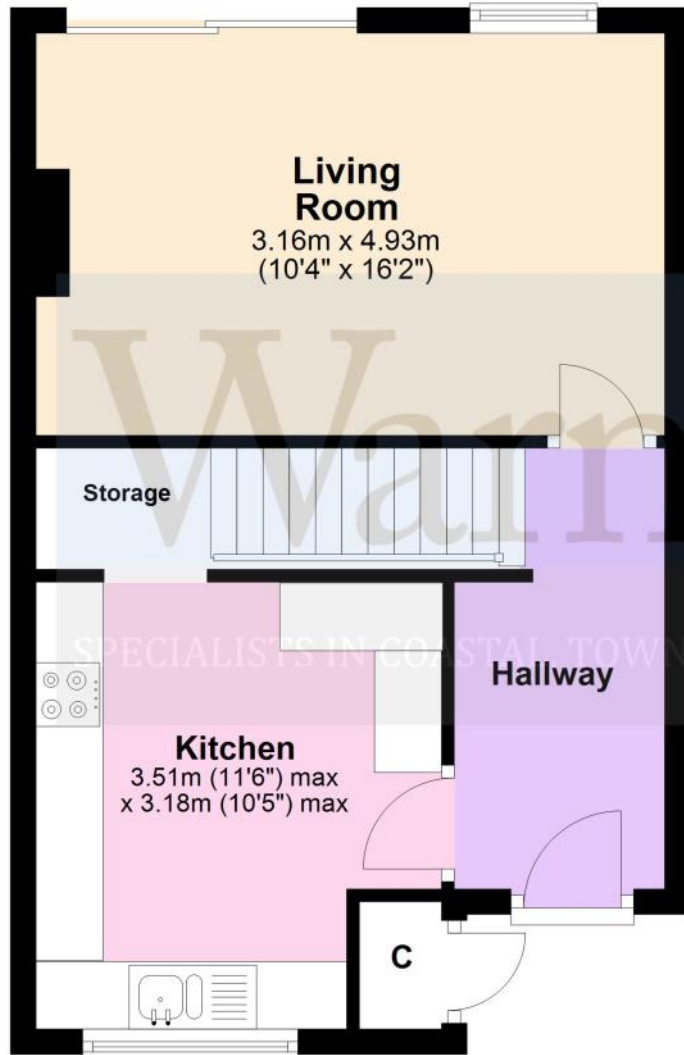 Living
Room
3.16m x 4.93m
(10'4" x 16'2")
Warn
Storage
SPECIALISTS IN COASTAL TOWN
Hallway
Kitchen
3.51m (11'6") max
x 3.18m (10'5") max
C